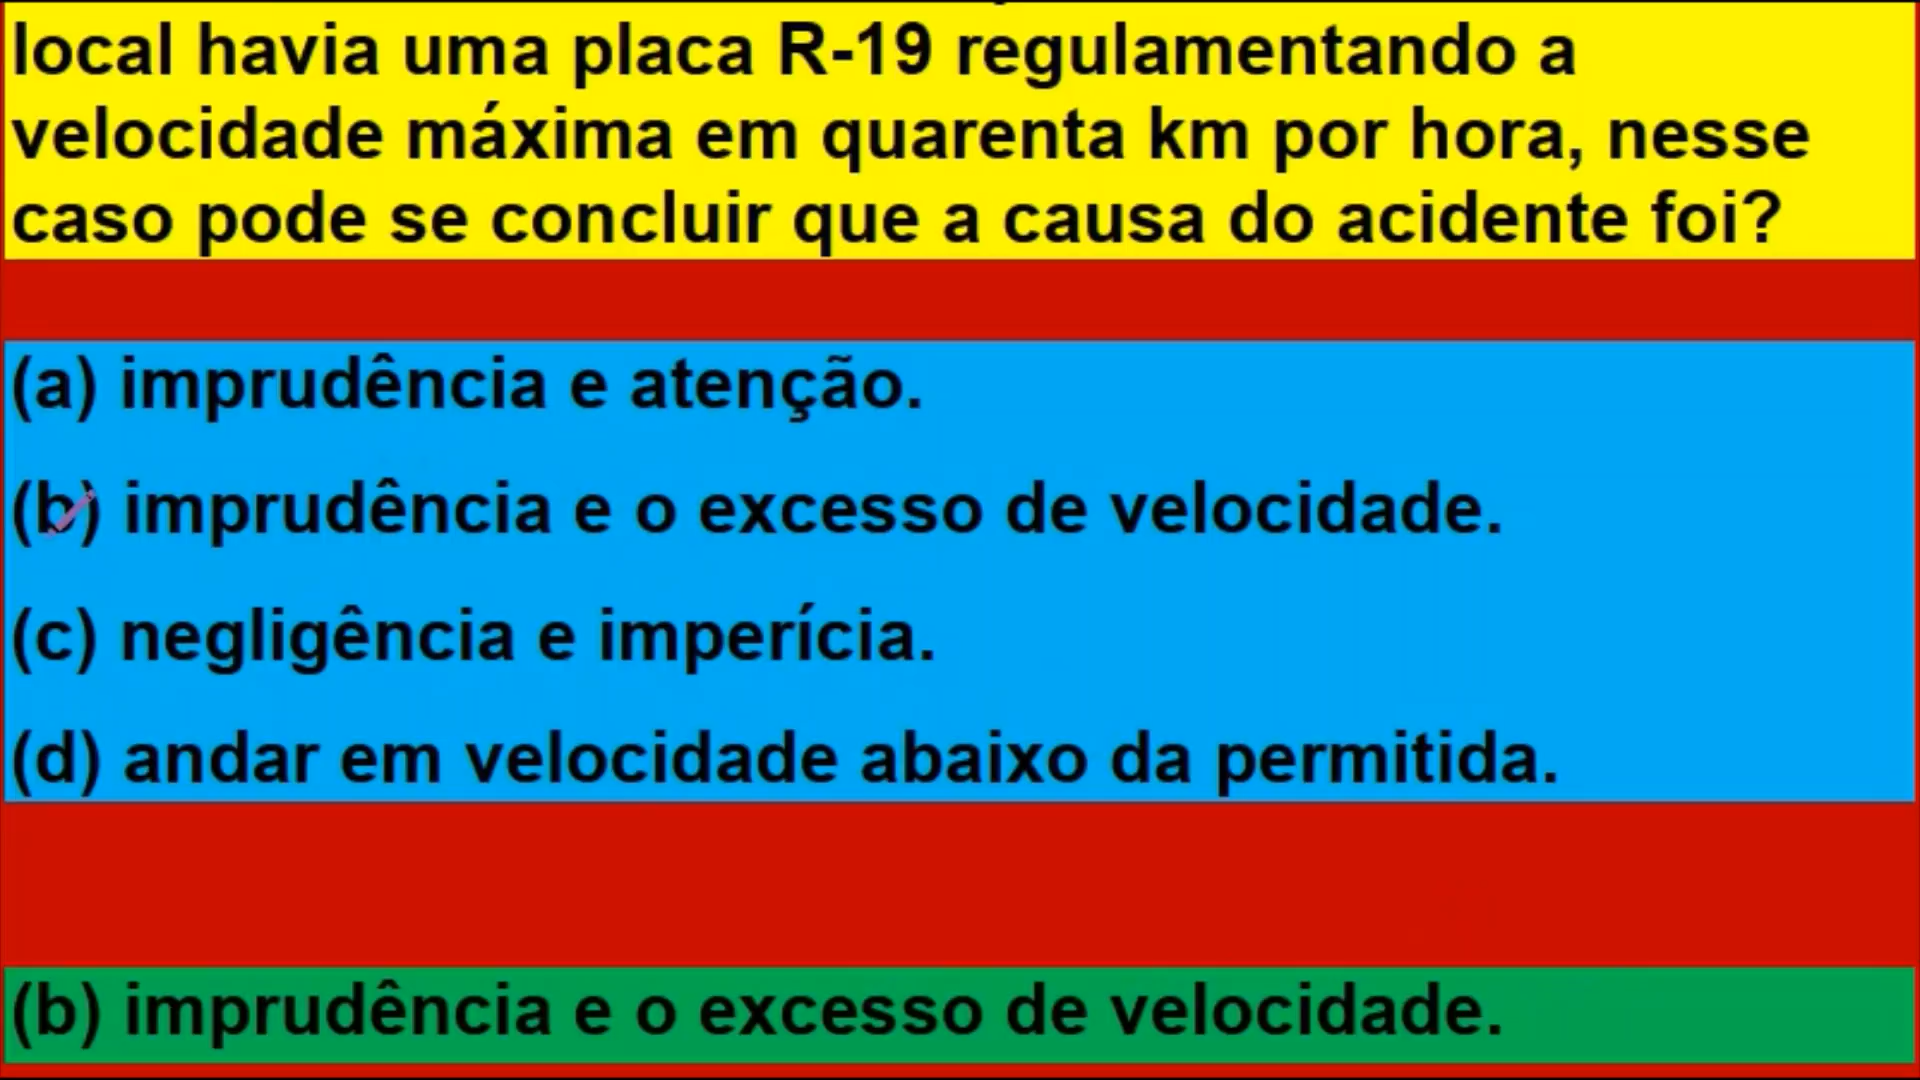 local havia uma placa R-19 regulamentando a
velocidade máxima em quarenta km por hora, nesse
caso pode se concluir que a causa do acidente foi?
(a) imprudência e atenção.
(b) imprudência e o excesso de velocidade.
(c) negligência e imperícia.
(d) andar em velocidade abaixo da permitida.
(b) imprudência e o excesso de velocidade.